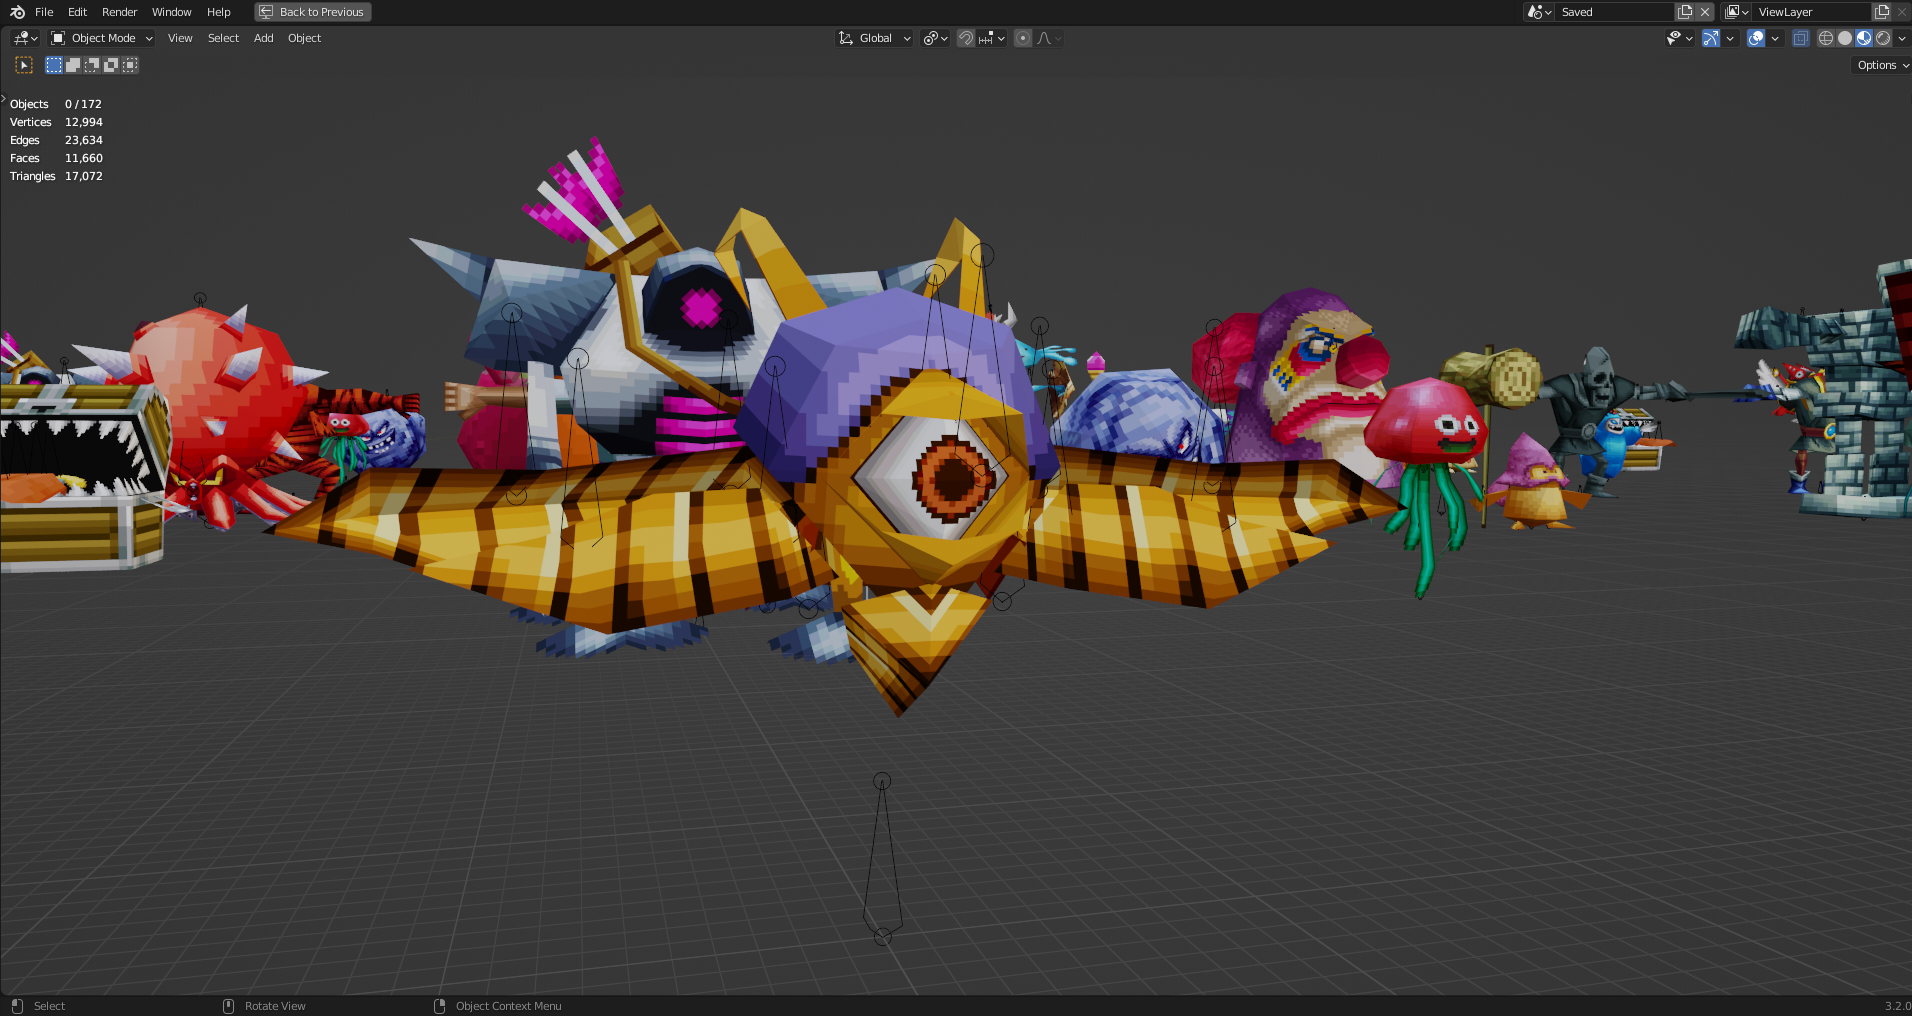 File Edit Render Window Help Back to Previous Saved ViewLayer
Object Mode View Select Add Object Global
Options
Objects 0 / 172
Vertices 12,994
Edges 23,634
Faces 11,660
Triangles 17,072
Select Rotate View Object Context Menu 3.2.0